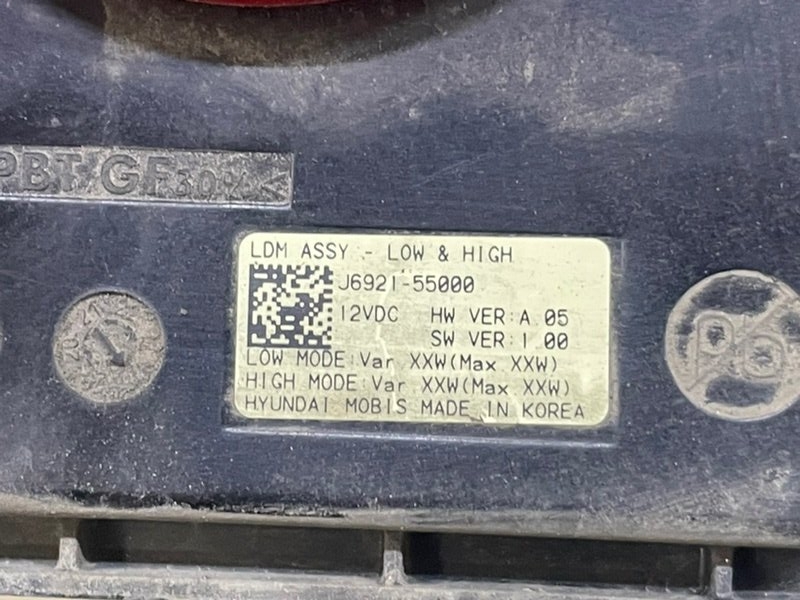 PBT GF30%<
LDM ASSY - LOW & HIGH
J6921-55000
12VDC HW VER: A.05
SW VER: 1.00
LOW MODE:Var XXW(Max XXW)
HIGH MODE:Var XXW(Max XXW)
HYUNDAI MOBIS MADE IN KOREA
Pb